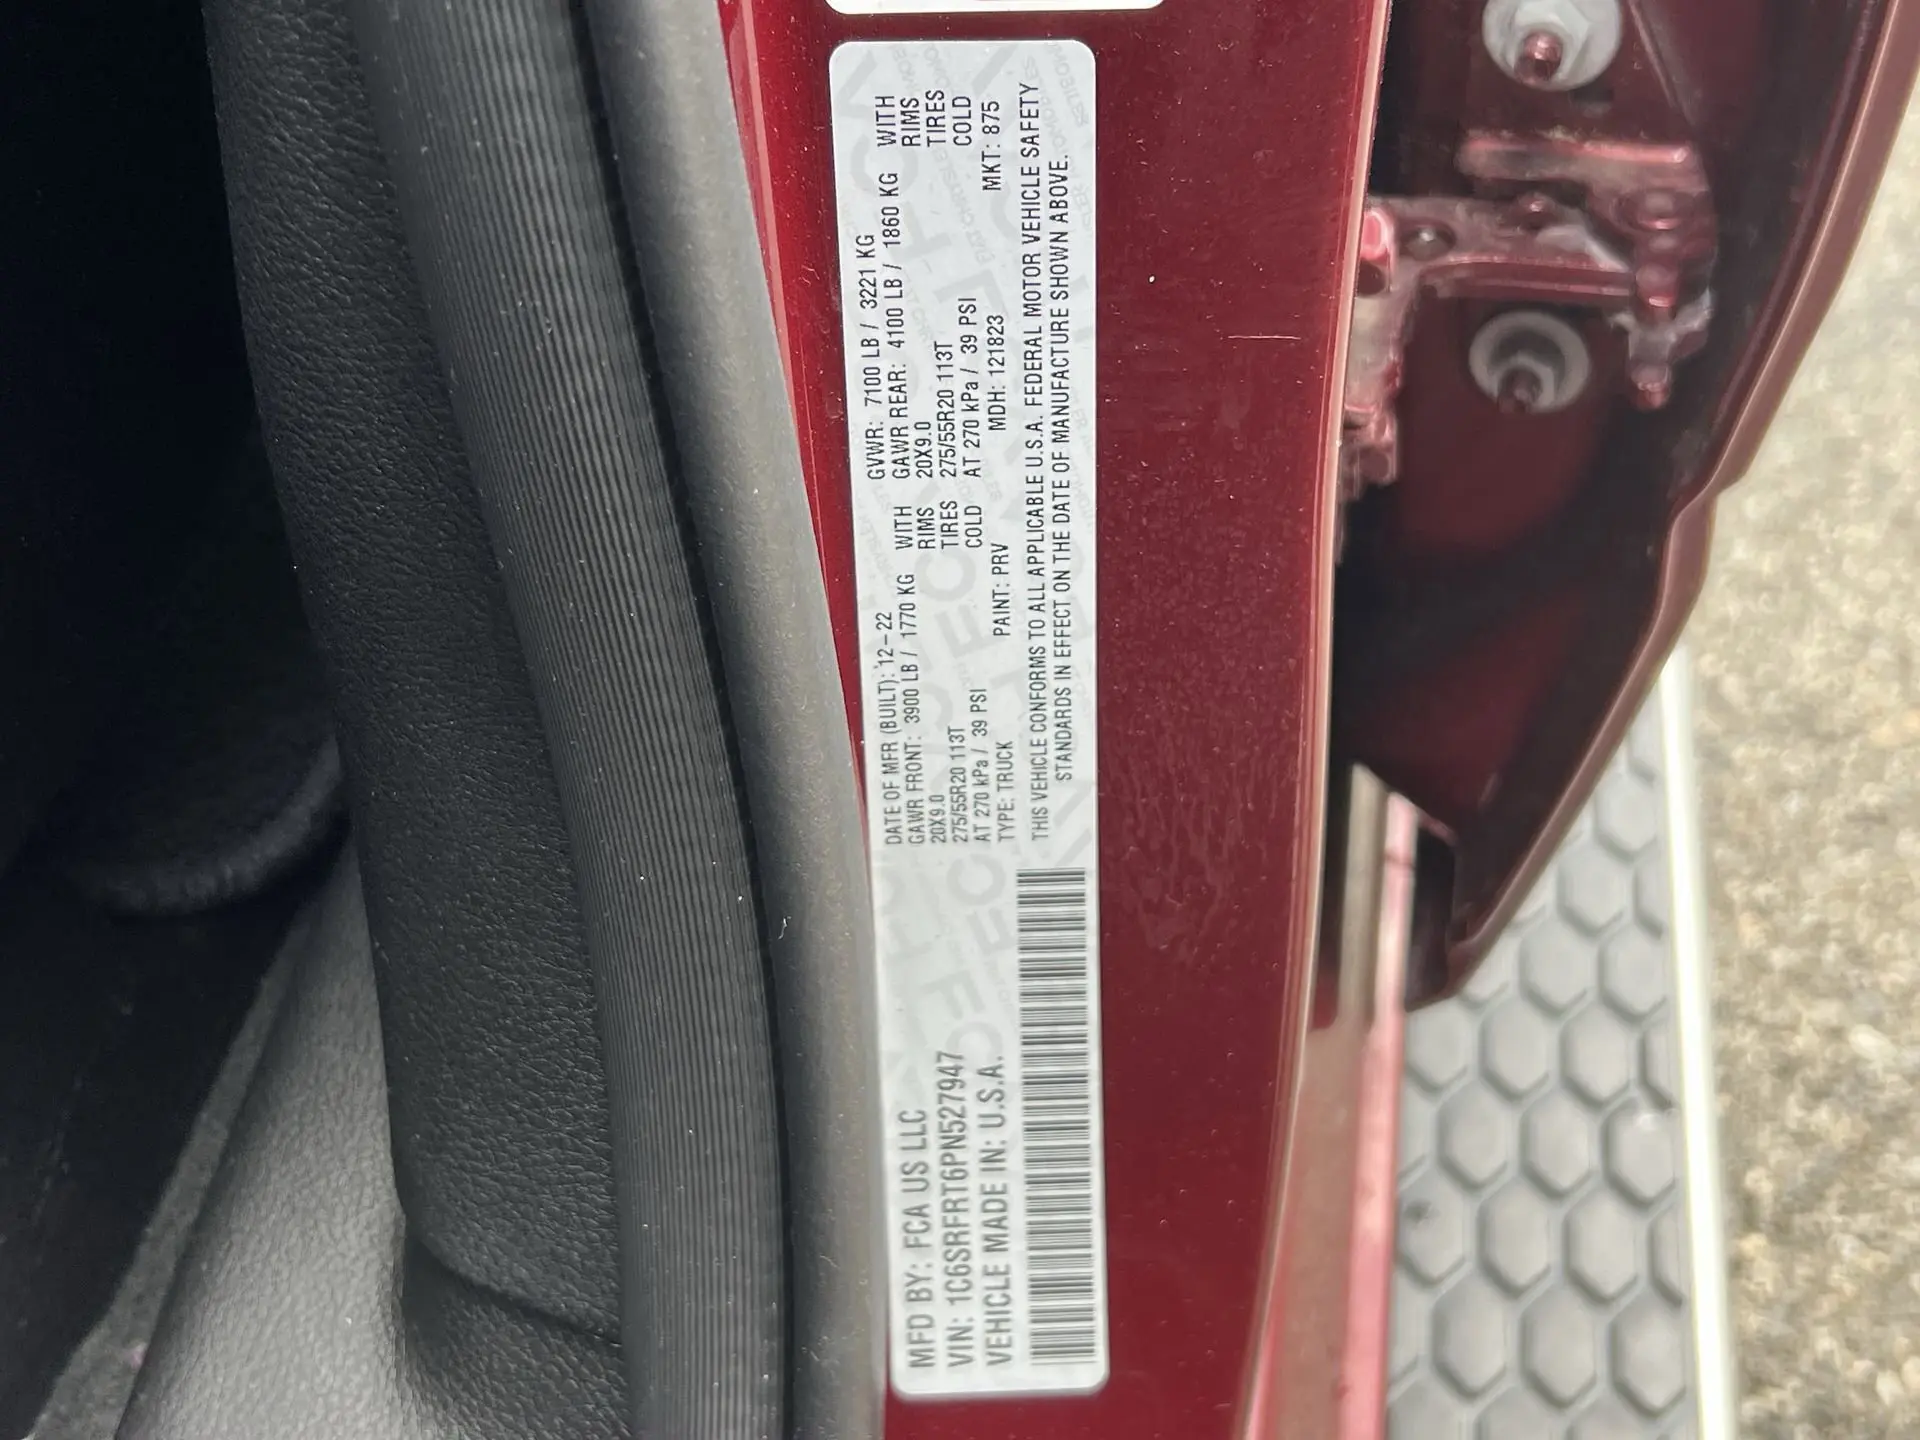 MFD BY: FCA US LLC
VIN: 1C6SRFRT6PN527947
VEHICLE MADE IN: U.S.A.
DATE OF MFR (BUILT): 12-22 GVWR: 7100 LB / 3221 KG
GAWR FRONT: 3900 LB / 1770 KG WITH GAWR REAR: 4100 LB / 1860 KG WITH
20X9.0 RIMS 20X9.0 RIMS
275/55R20 113T TIRES 275/55R20 113T TIRES
AT 270 kPa / 39 PSI COLD AT 270 kPa / 39 PSI COLD
TYPE: TRUCK PAINT: PRV MDH: 121823 MKT: 875
THIS VEHICLE CONFORMS TO ALL APPLICABLE U.S.A. FEDERAL MOTOR VEHICLE SAFETY
STANDARDS IN EFFECT ON THE DATE OF MANUFACTURE SHOWN ABOVE.